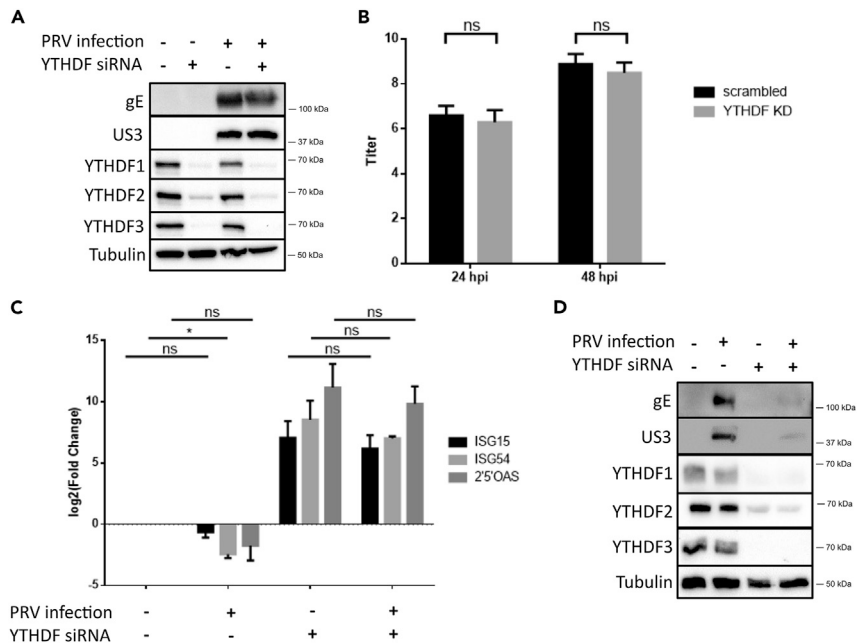 A
PRV infection - - + +
YTHDF siRNA - + - +
gE
— 100 kDa
US3
— 37 kDa
YTHDF1
— 70 kDa
YTHDF2
— 70 kDa
YTHDF3
— 70 kDa
Tubulin
— 50 kDa
B
ns ns
10
8
6
4
2
0
Titer
24 hpi 48 hpi
scrambled
YTHDF KD
C
ns ns
* ns
ns ns
15
10
5
0
-5
log2(Fold Change)
ISG15
ISG54
2'5'OAS
PRV infection - + - +
YTHDF siRNA - - + +
D
PRV infection - + - +
YTHDF siRNA - - + +
gE
— 100 kDa
US3
— 37 kDa
YTHDF1
— 70 kDa
YTHDF2
— 70 kDa
YTHDF3
— 70 kDa
Tubulin
— 50 kDa